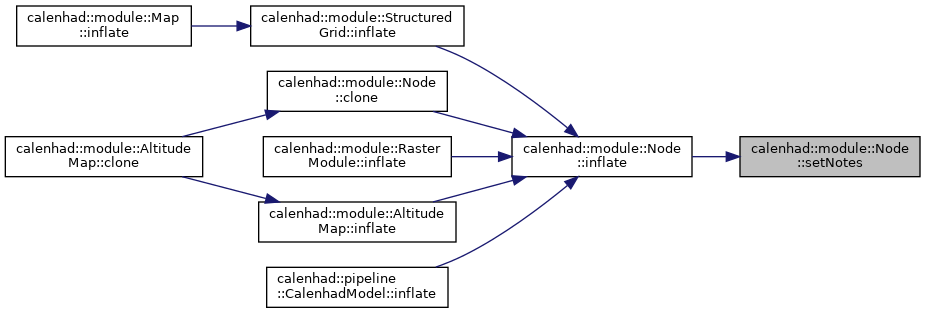 calenhad::module::Map
::inflate
calenhad::module::Structured
Grid::inflate
calenhad::module::Node
::clone
calenhad::module::Altitude
Map::clone
calenhad::module::Raster
Module::inflate
calenhad::module::Node
::inflate
calenhad::module::Node
::setNotes
calenhad::module::Altitude
Map::inflate
calenhad::pipeline
::CalenhadModel::inflate